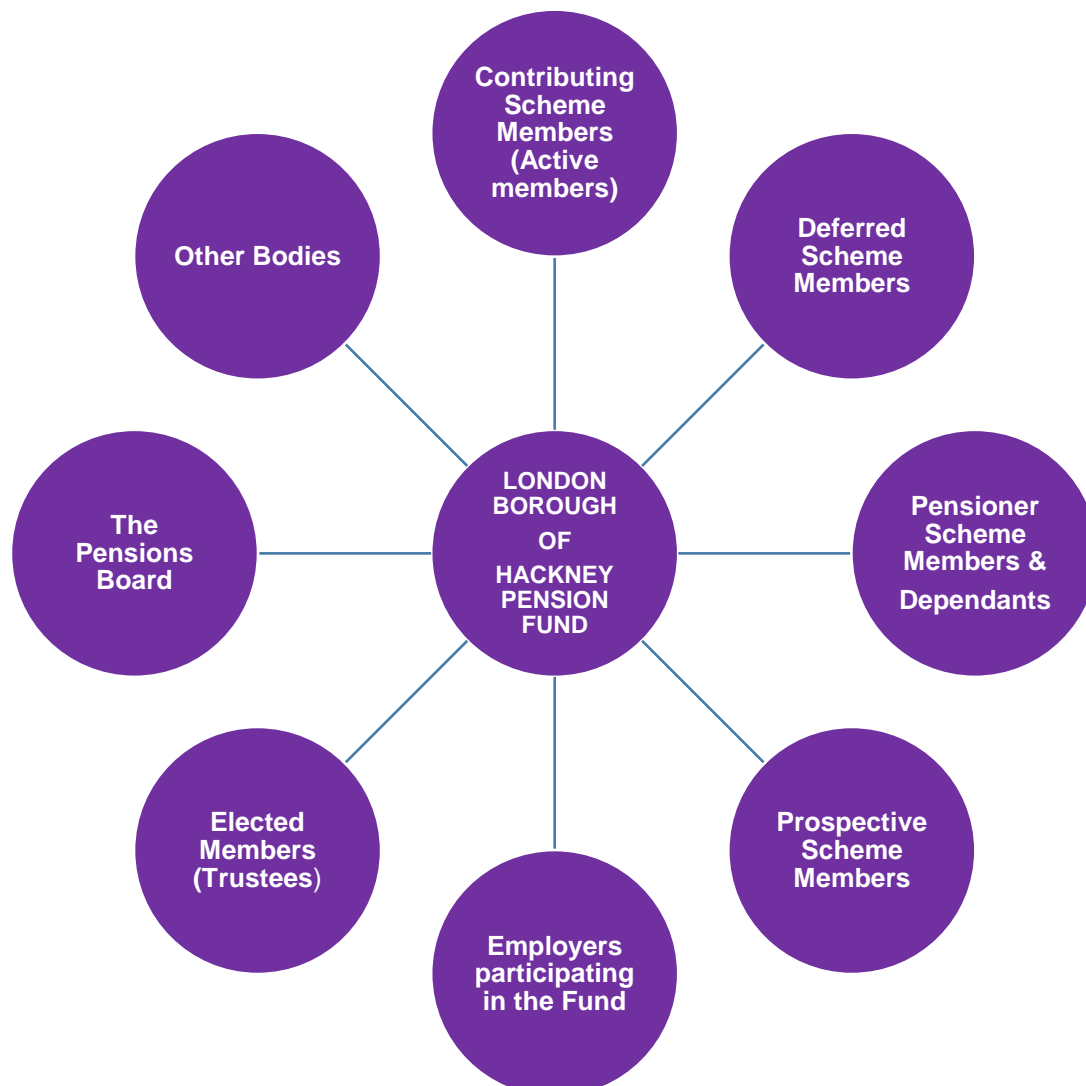 Contributing
Scheme
Members
(Active
members)
Deferred
Scheme
Members
Pensioner
Scheme
Members &
Dependants
Prospective
Scheme
Members
Employers
participating
in the Fund
Elected
Members
(Trustees)
The
Pensions
Board
Other Bodies
LONDON
BOROUGH
OF
HACKNEY
PENSION
FUND